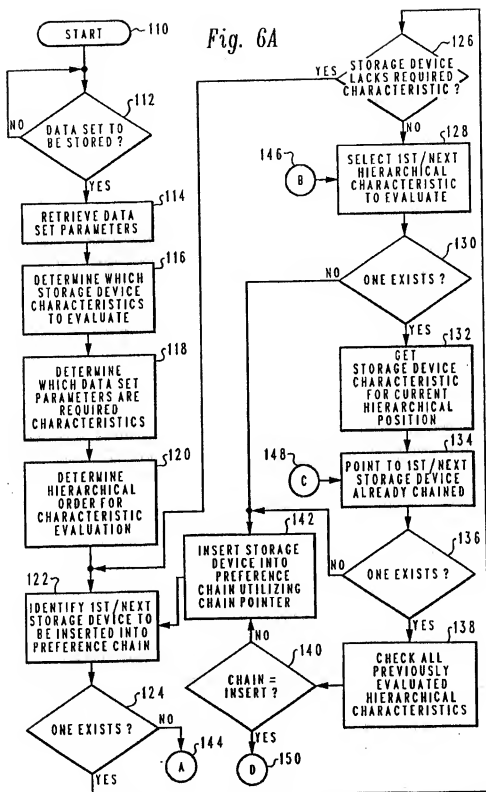 Fig. 6A
START
110
112
NO
DATA SET TO
BE STORED ?
YES
114
RETRIEVE DATA
SET PARAMETERS
116
DETERMINE WHICH
STORAGE DEVICE
CHARACTERISTICS
TO EVALUATE
118
DETERMINE
WHICH DATA SET
PARAMETERS ARE
REQUIRED
CHARACTERISTICS
120
DETERMINE
HIERARCHICAL
ORDER FOR
CHARACTERISTIC
EVALUATION
122
IDENTIFY 1ST/NEXT
STORAGE DEVICE TO
BE INSERTED INTO
PREFERENCE CHAIN
124
ONE EXISTS ?
NO
YES
A
144
126
YES
STORAGE DEVICE
LACKS REQUIRED
CHARACTERISTIC ?
NO
128
146
B
SELECT 1ST/NEXT
HIERARCHICAL
CHARACTERISTIC
TO EVALUATE
130
NO
ONE EXISTS ?
YES
132
GET
STORAGE DEVICE
CHARACTERISTIC
FOR CURRENT
HIERARCHICAL
POSITION
134
148
C
POINT TO 1ST/NEXT
STORAGE DEVICE
ALREADY CHAINED
136
NO
ONE EXISTS ?
YES
138
CHECK ALL
PREVIOUSLY
EVALUATED
HIERARCHICAL
CHARACTERISTICS
140
CHAIN =
INSERT ?
NO
YES
142
INSERT STORAGE
DEVICE INTO
PREFERENCE
CHAIN UTILIZING
CHAIN POINTER
D
150